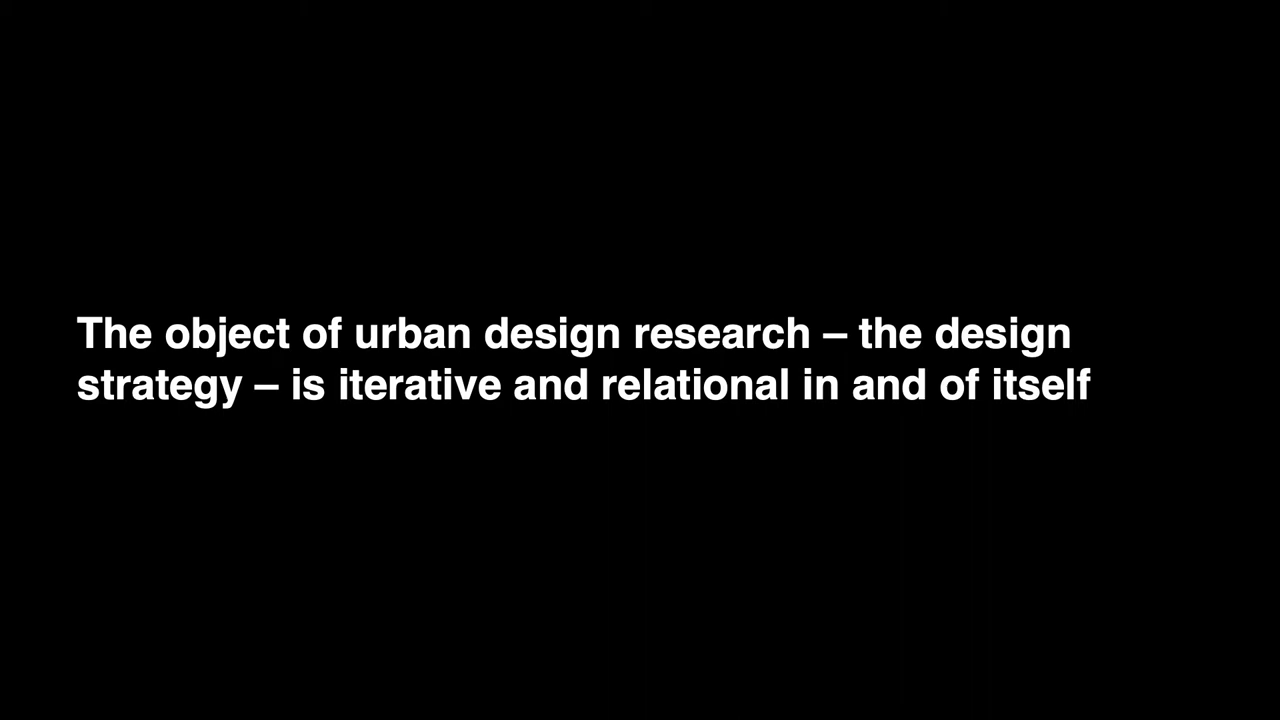 The object of urban design research – the design
strategy – is iterative and relational in and of itself